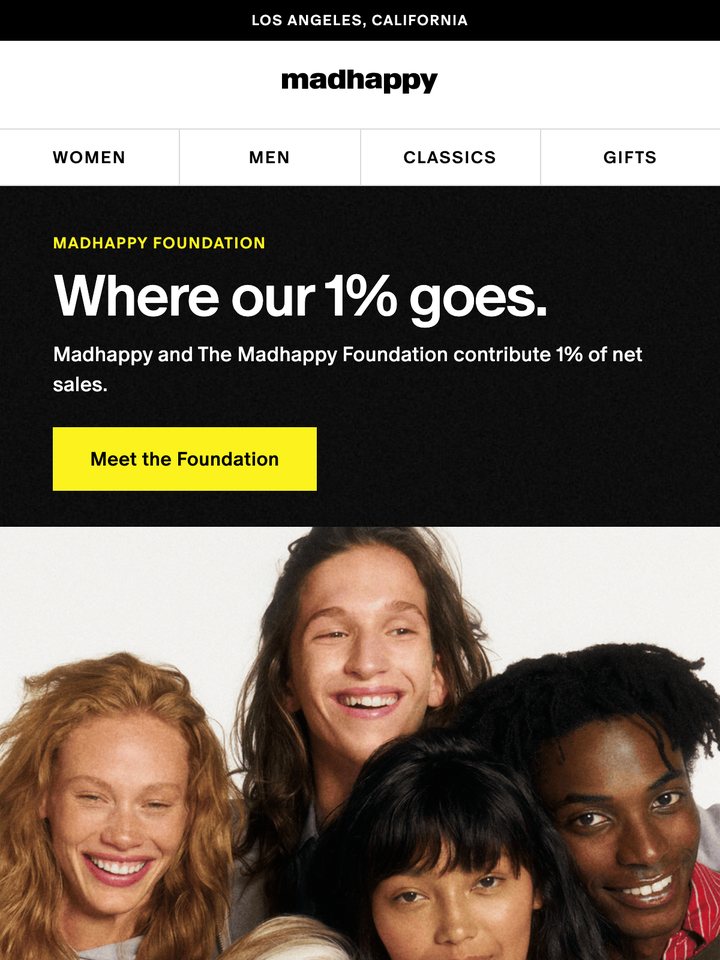 LOS ANGELES, CALIFORNIA
madhappy
WOMEN
MEN
CLASSICS
GIFTS
MADHAPPY FOUNDATION
Where our 1% goes.
Madhappy and The Madhappy Foundation contribute 1% of net
sales.
Meet the Foundation